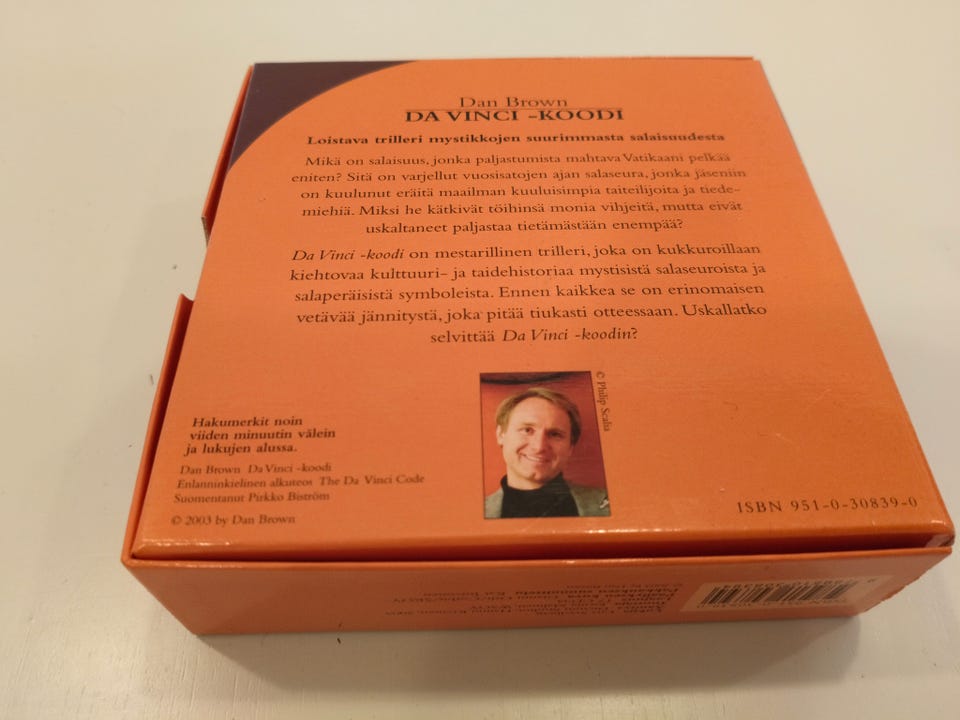 Dan Brown
DA VINCI -KOODI
Loistava trilleri mystikkojen suurimmasta salaisuudesta
Mikä on salaisuus, jonka paljastumista mahtava Vatikaani pelkää
eniten? Sitä on varjellut vuosisatojen ajan salaseura, jonka jäseniin
on kuulunut eräitä maailman kuuluisimpia taiteilijoita ja tiede-
miehiä. Miksi he kätkivät töihinsä monia vihjeitä, mutta eivät
uskaltaneet paljastaa tietämästään enempää?
Da Vinci -koodi on mestarillinen trilleri, joka on kukkuroillaan
kiehtovaa kulttuuri- ja taidehistoriaa mystisistä salaseuroista ja
salaperäisistä symboleista. Ennen kaikkea se on erinomaisen
vetävää jännitystä, joka pitää tiukasti otteessaan. Uskallatko
selvittää Da Vinci -koodin?
© Philip Scalia
Hakumerkit noin
viiden minuutin välein
ja lukujen alussa.
Dan Brown Da Vinci -koodi
Enlanninkielinen alkuteos The Da Vinci Code
Suomentanut Pirkko Biström
© 2003 by Dan Brown
ISBN 951-0-30839-0